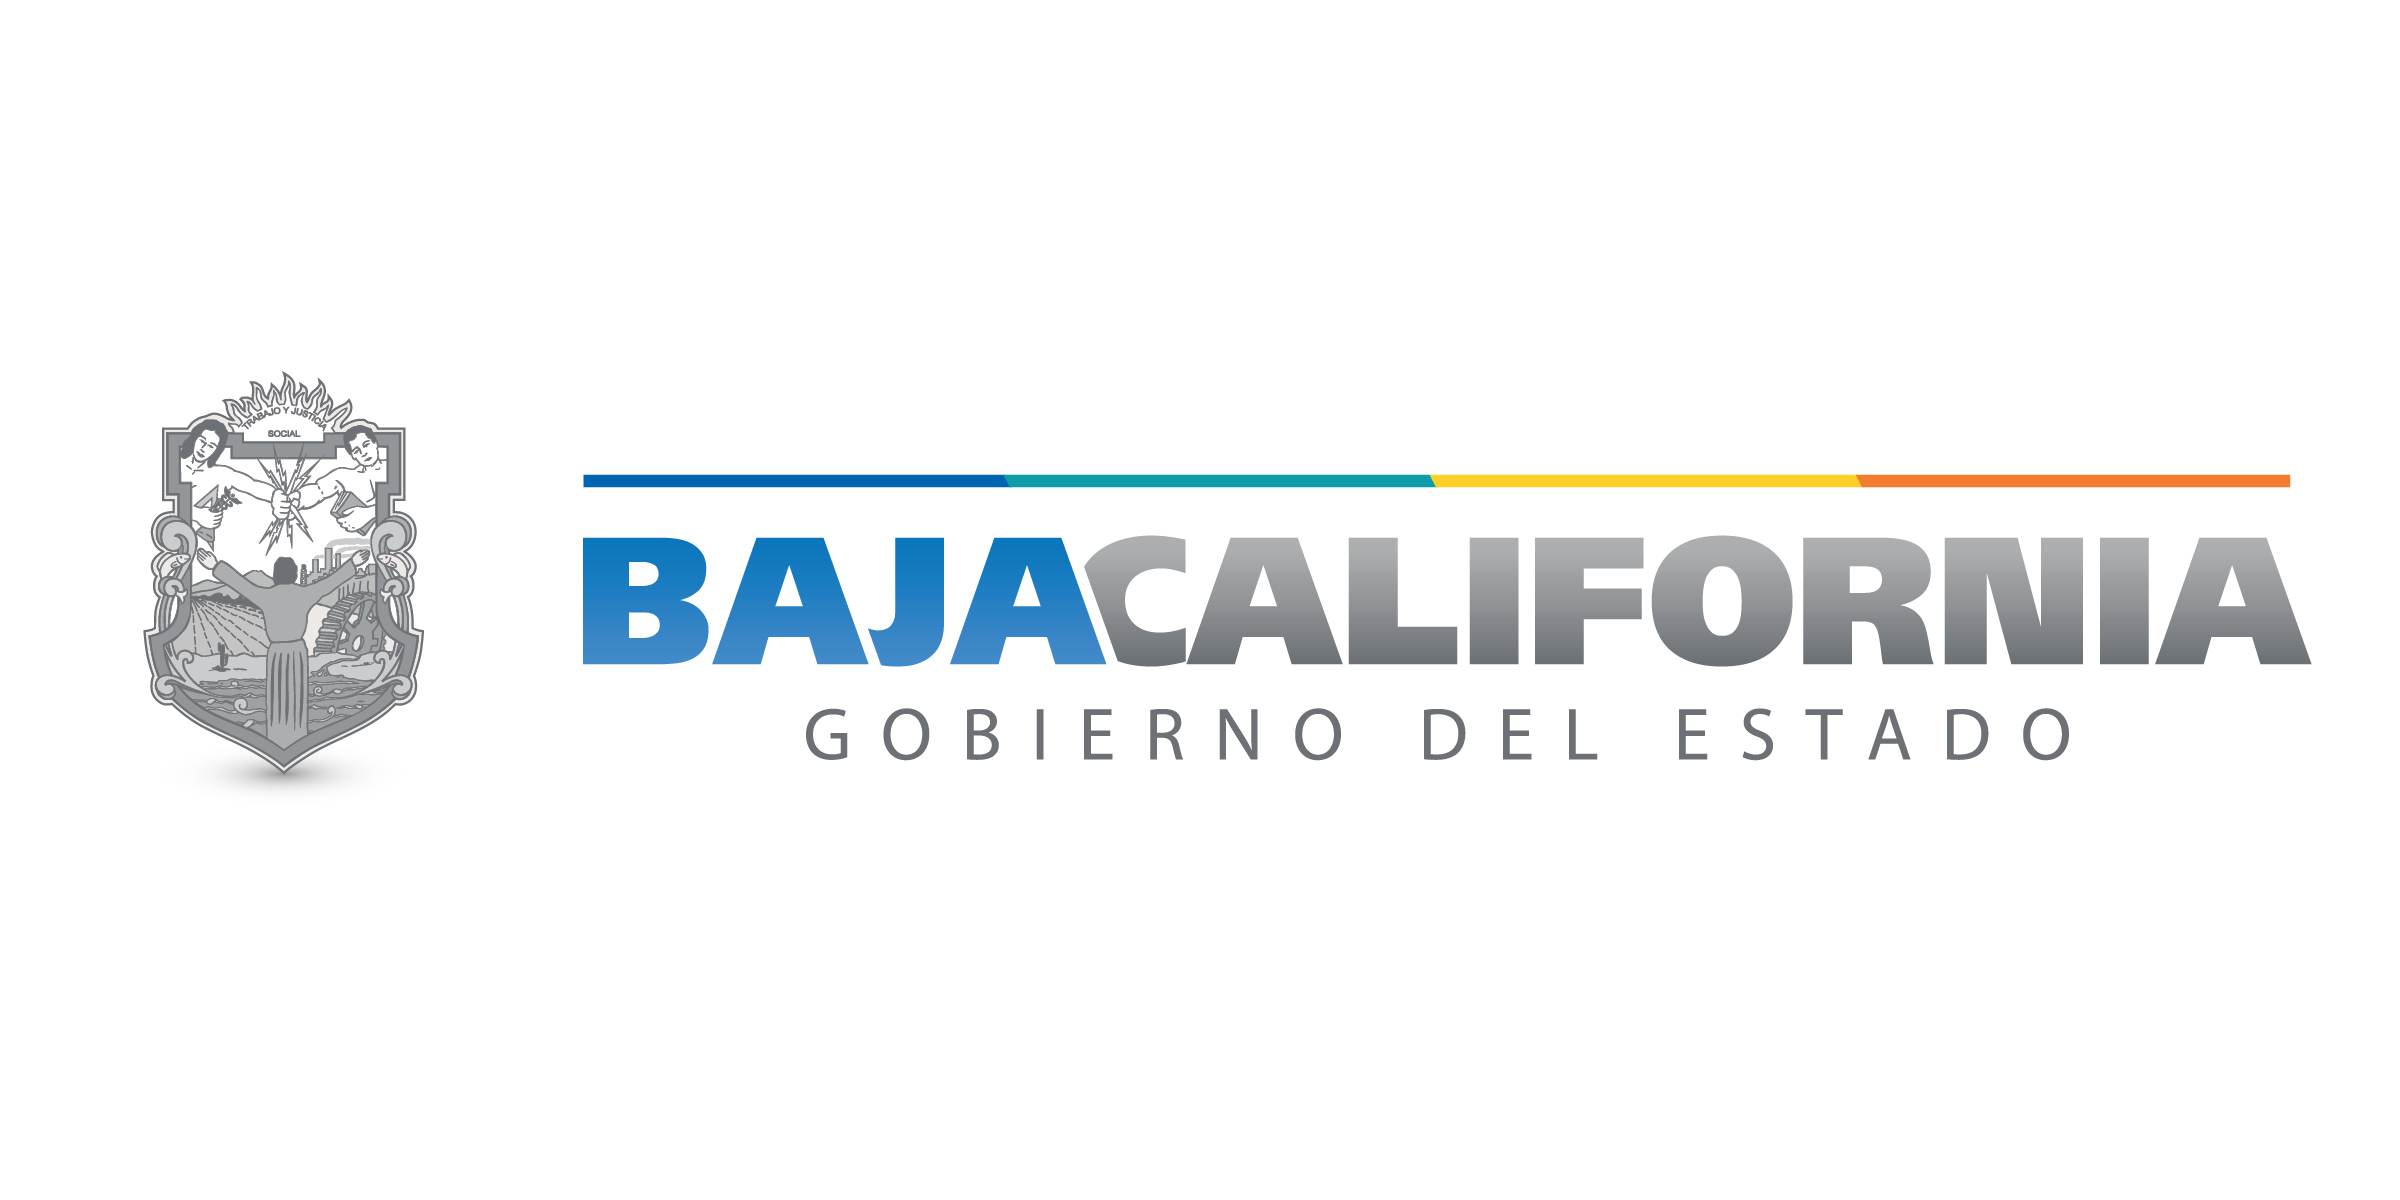 TRABAJO Y JUSTICIA
SOCIAL
BAJACALIFORNIA
GOBIERNO DEL ESTADO